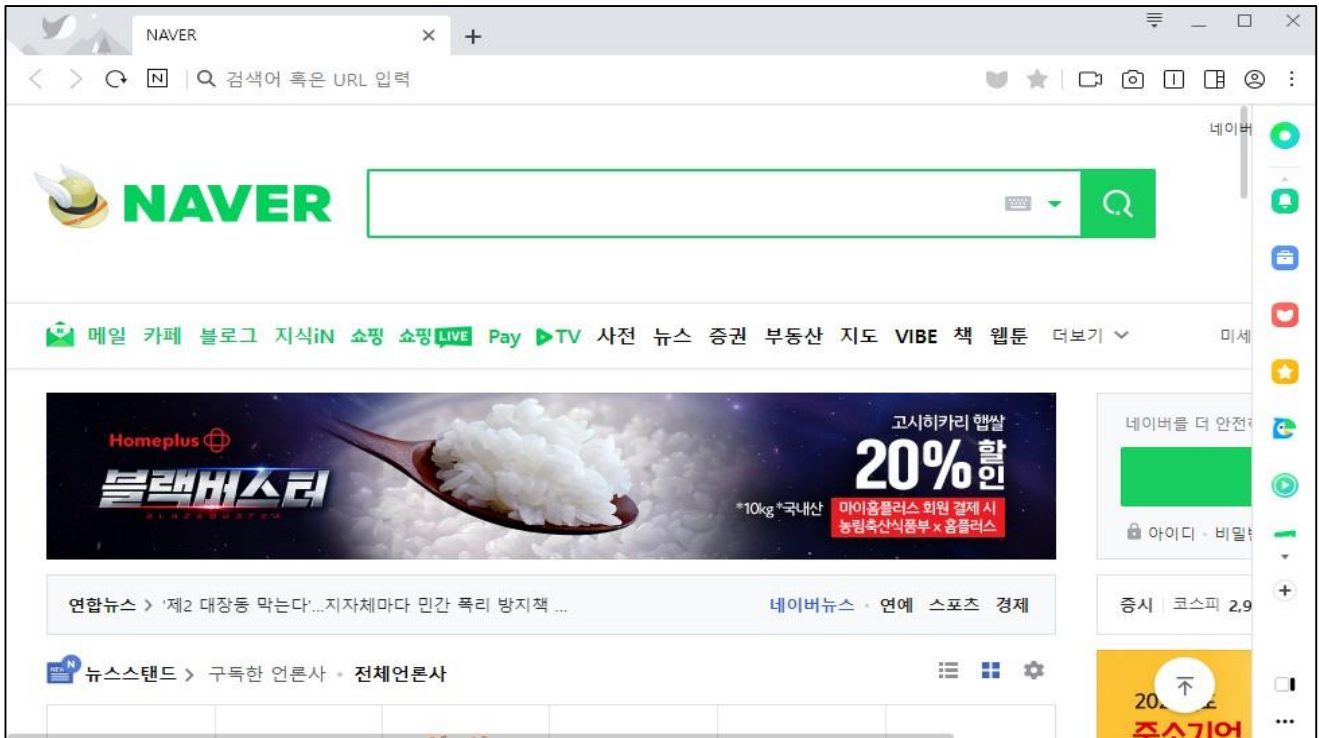 NAVER
검색어 혹은 URL 입력
네이버
NAVER
메일 카페 블로그 지식iN 쇼핑 쇼핑LIVE Pay TV 사전 뉴스 증권 부동산 지도 VIBE 책 웹툰 더보기 미세
Homeplus
블랙버스터
BLACKBUSTER
고시히카리 햅쌀
20% 할인
*10kg *국내산
마이홈플러스 회원 결제 시
농림축산식품부 x 홈플러스
네이버를 더 안전
아이디 · 비밀
연합뉴스 > '제2 대장동 막는다'...지자체마다 민간 폭리 방지책 ...
네이버뉴스 · 연예 스포츠 경제
증시 코스피 2,9
뉴스스탠드 > 구독한 언론사 · 전체언론사
중소기업